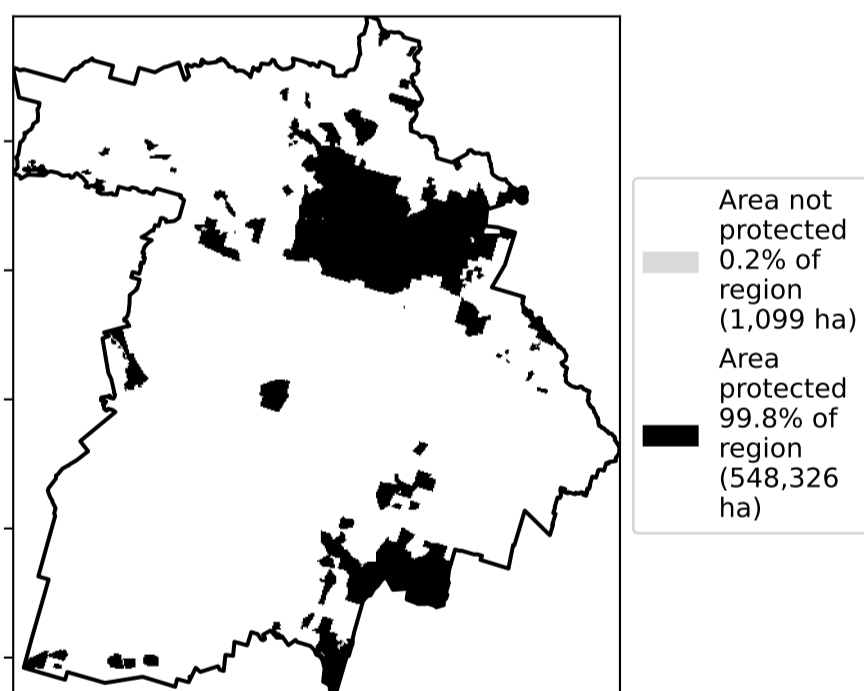 Area not
protected
0.2% of
region
(1,099 ha)
Area
protected
99.8% of
region
(548,326
ha)